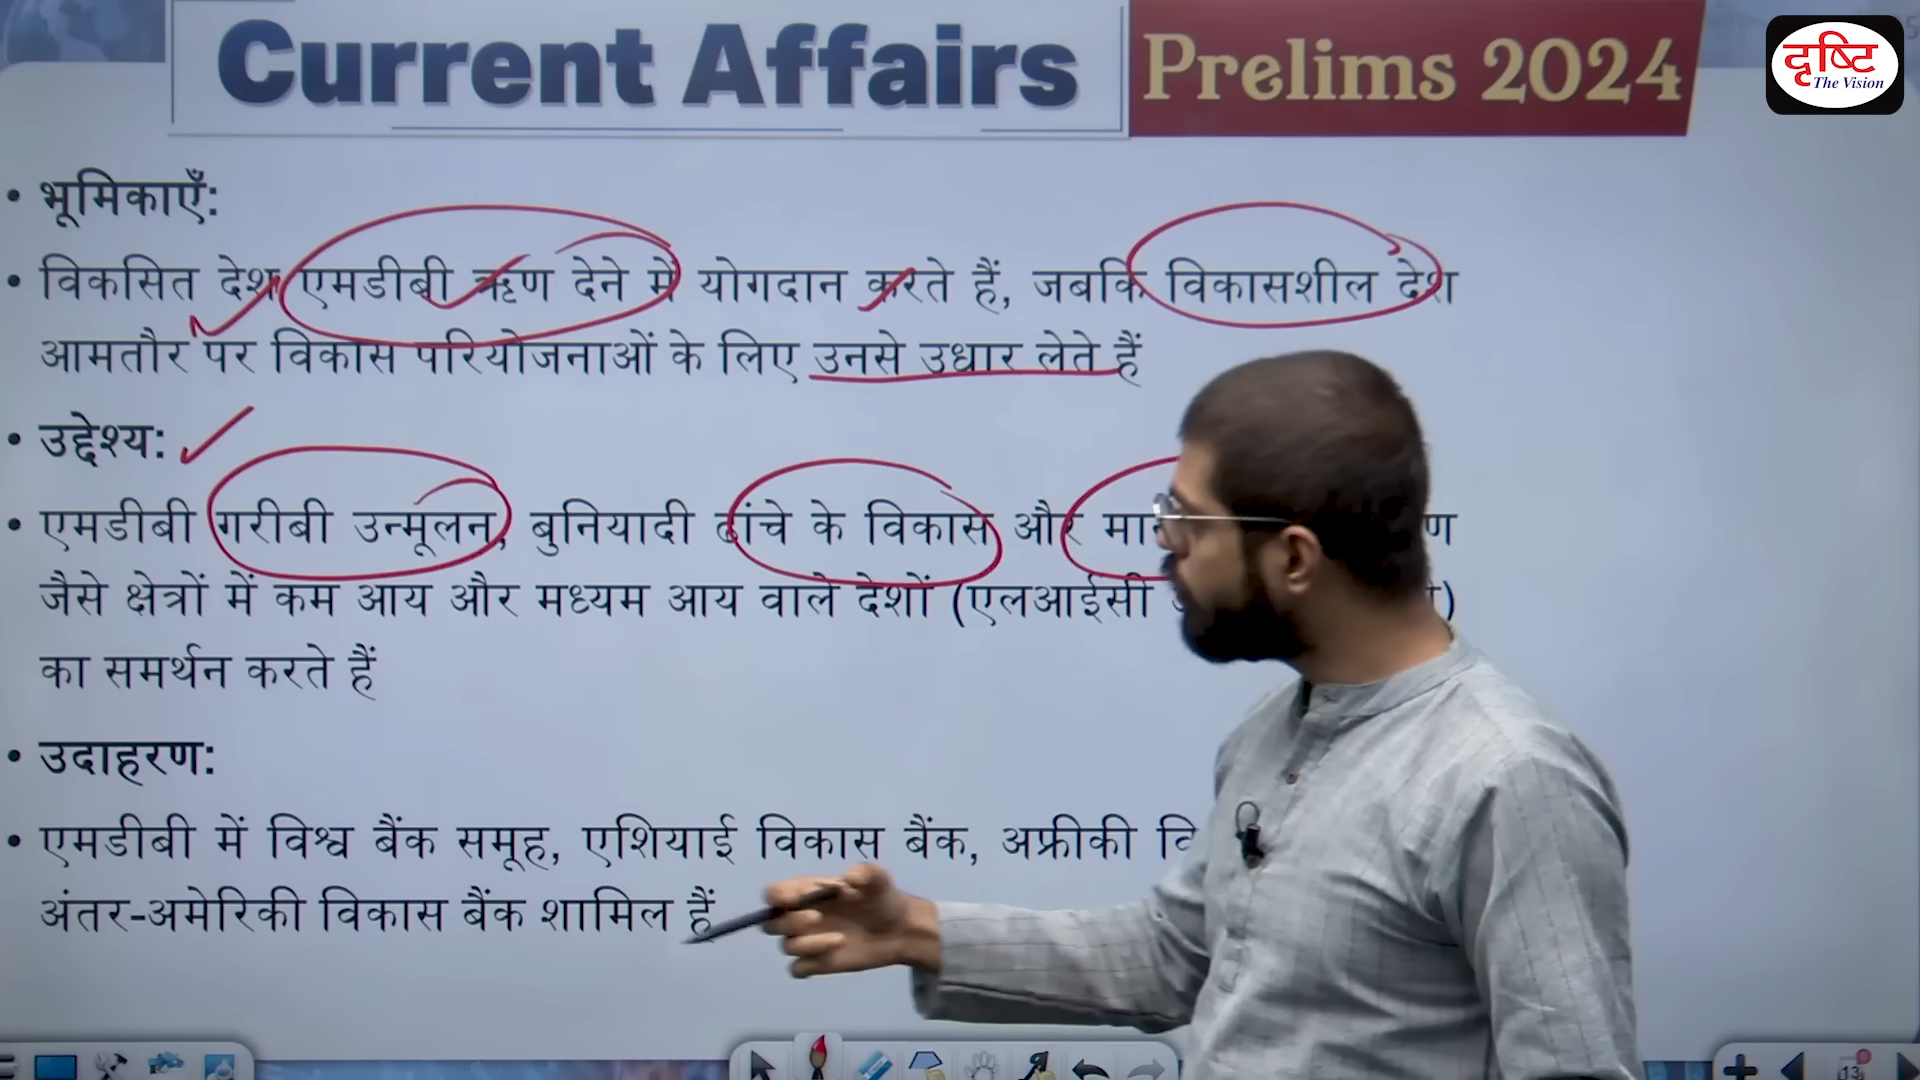 Current Affairs Prelims 2024
दृष्टि
The Vision
• भूमिकाएँ:
• विकसित देश एमडीबी ऋण देने में योगदान करते हैं, जबकि विकासशील देश
आमतौर पर विकास परियोजनाओं के लिए उनसे उधार लेते हैं
• उद्देश्य:
• एमडीबी गरीबी उन्मूलन, बुनियादी ढांचे के विकास और
जैसे क्षेत्रों में कम आय और मध्यम आय वाले देशों (एलआईसी
का समर्थन करते हैं
• उदाहरण:
• एमडीबी में विश्व बैंक समूह, एशियाई विकास बैंक, अफ्रीकी
अंतर-अमेरिकी विकास बैंक शामिल हैं
13